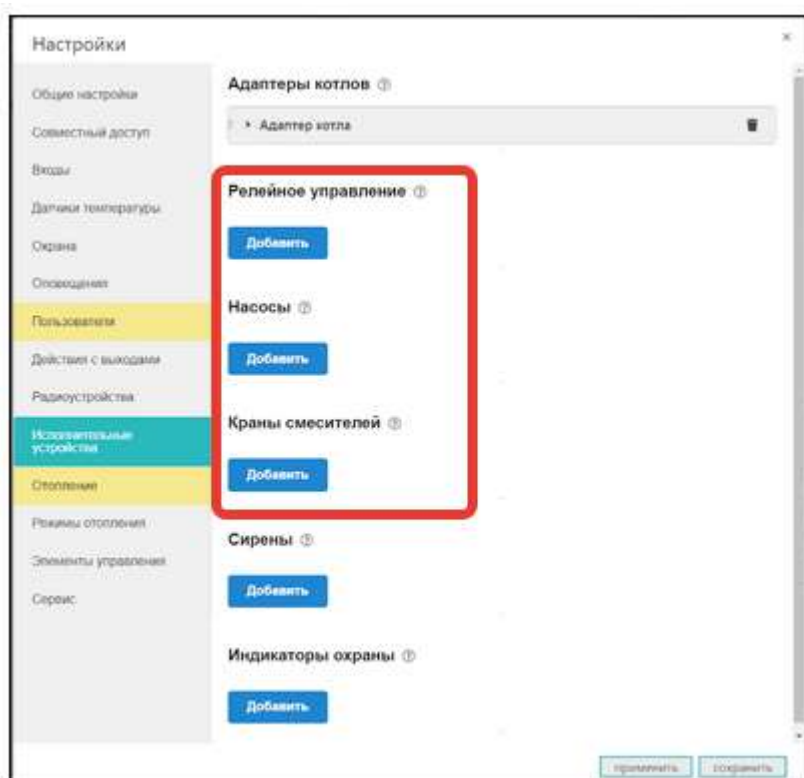 Настройки
Общие настройки
Совместный доступ
Входы
Датчики температуры
Охрана
Оповещения
Пользователи
Действия с выходами
Радиоустройства
Исполнительные
устройства
Отопление
Режимы отопления
Элементы управления
Сервис
Адаптеры котлов ?
Адаптер котла
Релейное управление ?
Добавить
Насосы ?
Добавить
Краны смесителей ?
Добавить
Сирены ?
Добавить
Индикаторы охраны ?
Добавить
применить сохранить